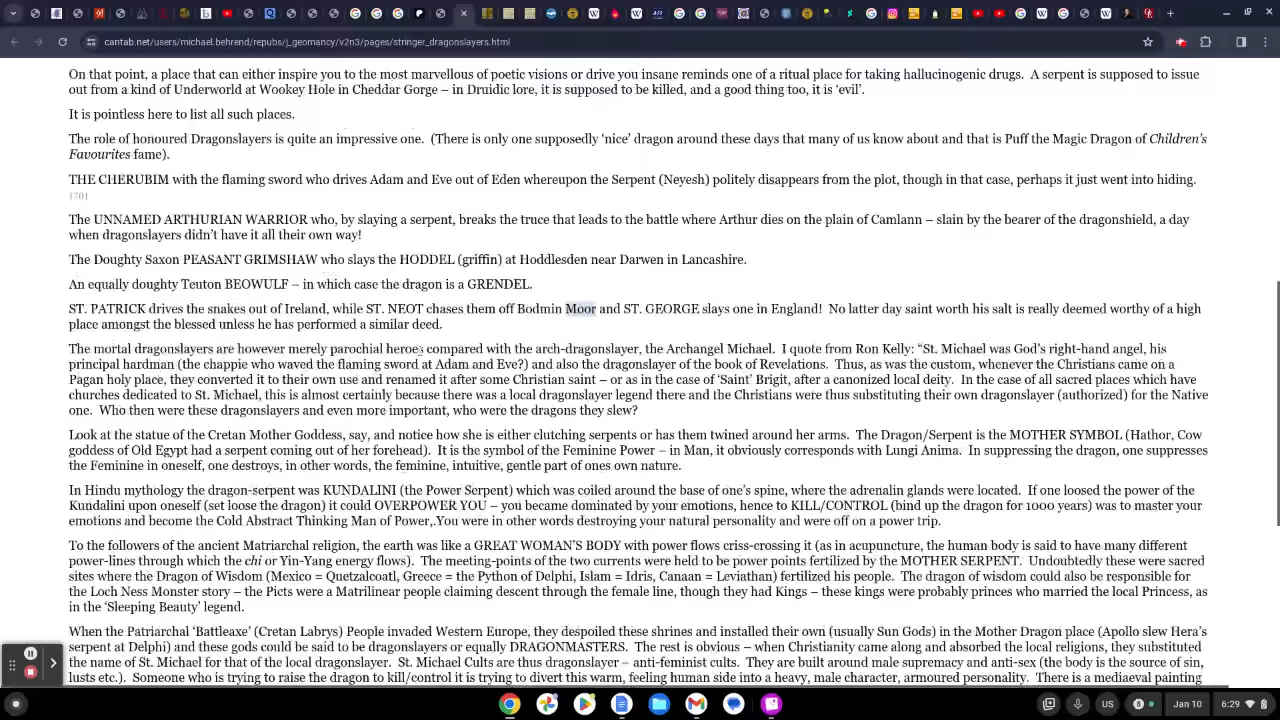 cantab.net/users/michael.behrend/repubs/j_geomancy/v2n3/pages/stringer_dragonslayers.html
On that point, a place that can either inspire you to the most marvellous of poetic visions or drive you insane reminds one of a ritual place for taking hallucinogenic drugs.  A serpent is supposed to issue
out from a kind of Underworld at Wookey Hole in Cheddar Gorge – in Druidic lore, it is supposed to be killed, and a good thing too, it is ‘evil’.
It is pointless here to list all such places.
The role of honoured Dragonslayers is quite an impressive one.  (There is only one supposedly ‘nice’ dragon around these days that many of us know about and that is Puff the Magic Dragon of Children’s
Favourites fame).
THE CHERUBIM with the flaming sword who drives Adam and Eve out of Eden whereupon the Serpent (Neyesh) politely disappears from the plot, though in that case, perhaps it just went into hiding.
{70}
The UNNAMED ARTHURIAN WARRIOR who, by slaying a serpent, breaks the truce that leads to the battle where Arthur dies on the plain of Camlann – slain by the bearer of the dragonshield, a day
when dragonslayers didn’t have it all their own way!
The Doughty Saxon PEASANT GRIMSHAW who slays the HODDEL (griffin) at Hoddlesden near Darwen in Lancashire.
An equally doughty Teuton BEOWULF – in which case the dragon is a GRENDEL.
ST. PATRICK drives the snakes out of Ireland, while ST. NEOT chases them off Bodmin Moor and ST. GEORGE slays one in England!  No latter day saint worth his salt is really deemed worthy of a high
place amongst the blessed unless he has performed a similar deed.
The mortal dragonslayers are however merely parochial heroes compared with the arch-dragonslayer, the Archangel Michael.  I quote from Ron Kelly: “St. Michael was God’s right-hand angel, his
principal hardman (the chappie who waved the flaming sword at Adam and Eve?) and also the dragonslayer of the book of Revelations.  Thus, as was the custom, whenever the Christians came on a
Pagan holy place, they converted it to their own use and renamed it after some Christian saint – or as in the case of ‘Saint’ Brigit, after a canonized local deity.  In the case of all sacred places which have
churches dedicated to St. Michael, this is almost certainly because there was a local dragonslayer legend there and the Christians were thus substituting their own dragonslayer (authorized) for the Native
one.  Who then were these dragonslayers and even more important, who were the dragons they slew?
Look at the statue of the Cretan Mother Goddess, say, and notice how she is either clutching serpents or has them twined around her arms.  The Dragon/Serpent is the MOTHER SYMBOL (Hathor, Cow
goddess of Old Egypt had a serpent coming out of her forehead).  It is the symbol of the Feminine Power – in Man, it obviously corresponds with Lungi Anima.  In suppressing the dragon, one suppresses
the Feminine in oneself, one destroys, in other words, the feminine, intuitive, gentle part of ones own nature.
In Hindu mythology the dragon-serpent was KUNDALINI (the Power Serpent) which was coiled around the base of one’s spine, where the adrenalin glands were located.  If one loosed the power of the
Kundalini upon oneself (set loose the dragon) it could OVERPOWER YOU – you became dominated by your emotions, hence to KILL/CONTROL (bind up the dragon for 1000 years) was to master your
emotions and become the Cold Abstract Thinking Man of Power,.You were in other words destroying your natural personality and were off on a power trip.
To the followers of the ancient Matriarchal religion, the earth was like a GREAT WOMAN’S BODY with power flows criss-crossing it (as in acupuncture, the human body is said to have many different
power-lines through which the chi or Yin-Yang energy flows).  The meeting-points of the two currents were held to be power points fertilized by the MOTHER SERPENT.  Undoubtedly these were sacred
sites where the Dragon of Wisdom (Mexico = Quetzalcoatl, Greece = the Python of Delphi, Islam = Idris, Canaan = Leviathan) fertilized his people.  The dragon of wisdom could also be responsible for
the Loch Ness Monster story – the Picts were a Matrilinear people claiming descent through the female line, though they had Kings – these kings were probably princes who married the local Princess, as
in the ‘Sleeping Beauty’ legend.
When the Patriarchal ‘Battleaxe’ (Cretan Labrys) People invaded Western Europe, they despoiled these shrines and installed their own (usually Sun Gods) in the Mother Dragon place (Apollo slew Hera’s
serpent at Delphi) and these gods could be said to be dragonslayers or equally DRAGONMASTERS.  The rest is obvious – when Christianity came along and absorbed the local religions, they substituted
the name of St. Michael for that of the local dragonslayer.  St. Michael Cults are thus dragonslayer – anti-feminist cults.  They are built around male supremacy and anti-sex (the body is the source of sin,
lusts etc.).  Someone who is trying to raise the dragon to kill/control it is trying to divert this warm, feeling human side into a heavy, male character, armoured personality.  There is a mediaeval painting
US
8
Jan 10
6:29